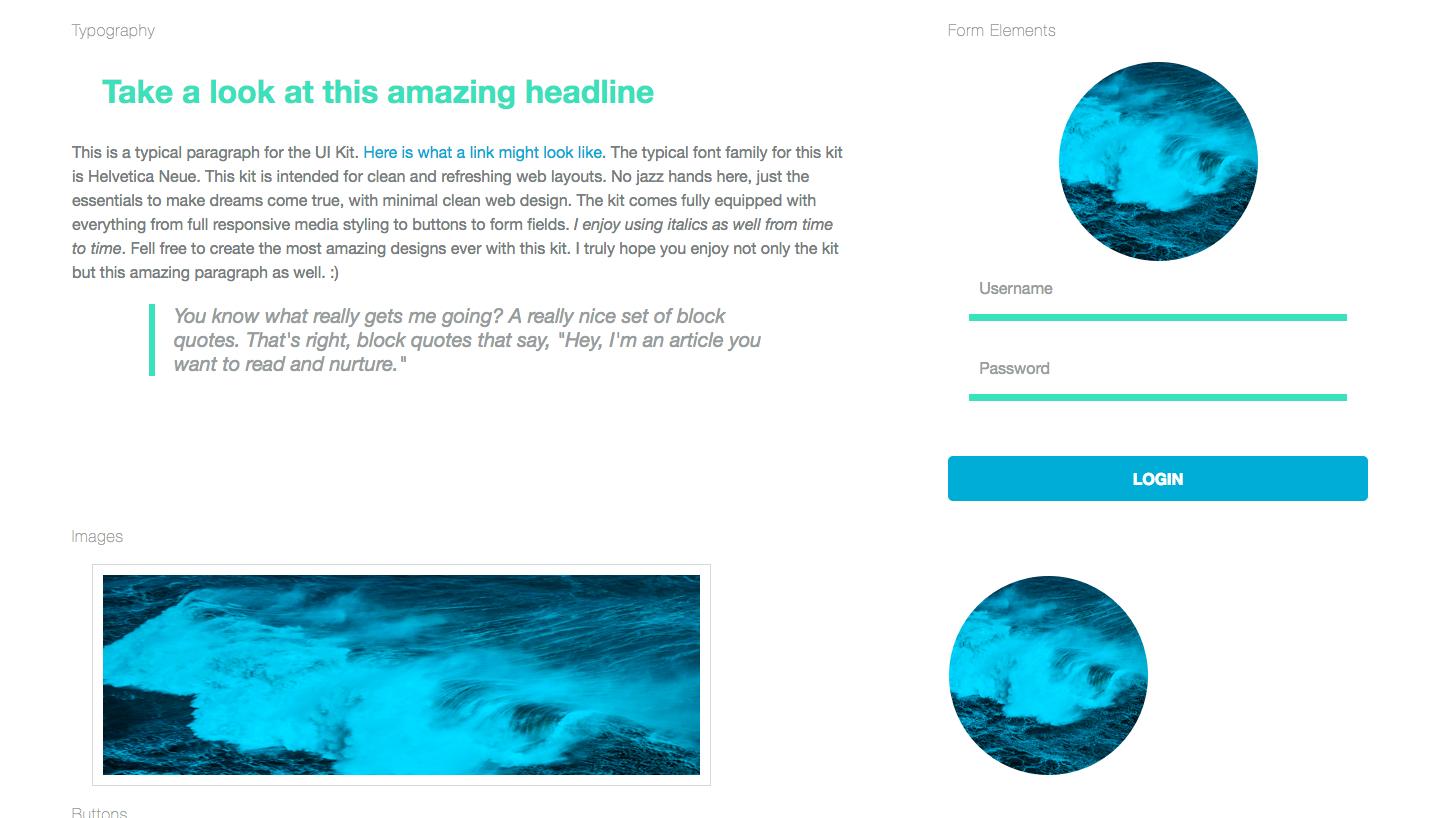 Typography
Take a look at this amazing headline
This is a typical paragraph for the UI Kit. Here is what a link might look like. The typical font family for this kit
is Helvetica Neue. This kit is intended for clean and refreshing web layouts. No jazz hands here, just the
essentials to make dreams come true, with minimal clean web design. The kit comes fully equipped with
everything from full responsive media styling to buttons to form fields. I enjoy using italics as well from time
to time. Fell free to create the most amazing designs ever with this kit. I truly hope you enjoy not only the kit
but this amazing paragraph as well. :)
You know what really gets me going? A really nice set of block
quotes. That's right, block quotes that say, "Hey, I'm an article you
want to read and nurture."
Form Elements
Username
Password
LOGIN
Images
Buttons